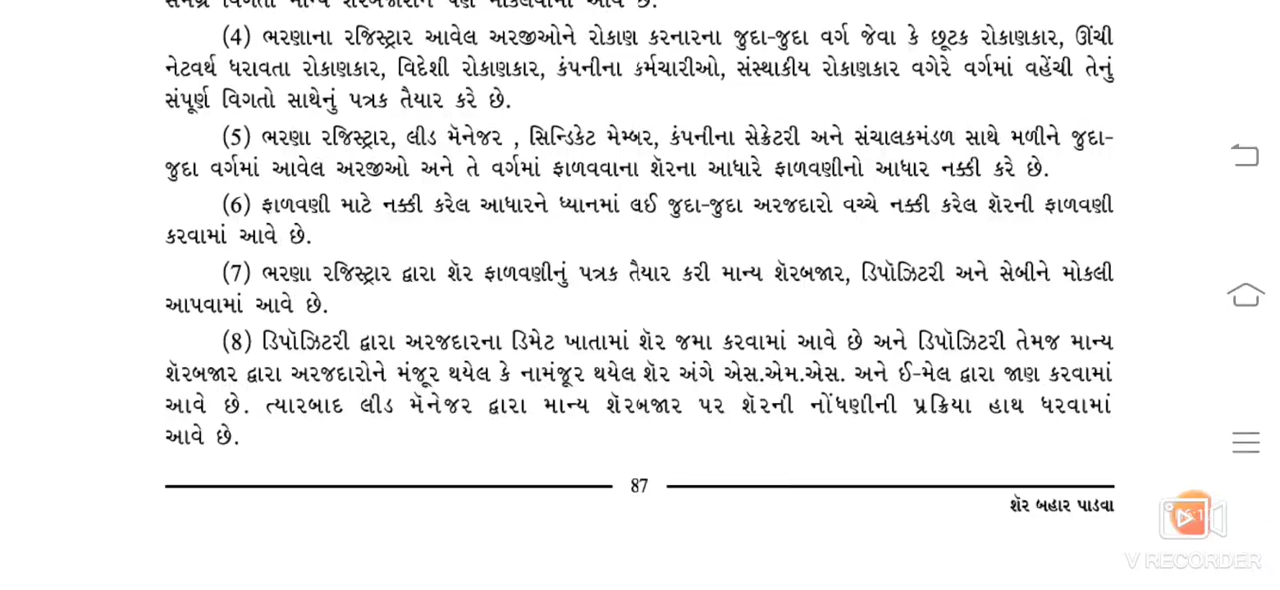 સમગ્ર વિગતો માન્ય શૅરબજારોને પણ મોકલવામાં આવે છે.
(4) ભરણાના રજિસ્ટ્રાર આવેલ અરજીઓને રોકાણ કરનારના જુદા-જુદા વર્ગ જેવા કે છૂટક રોકાણકાર, ઊંચી
નેટવર્થ ધરાવતા રોકાણકાર, વિદેશી રોકાણકાર, કંપનીના કર્મચારીઓ, સંસ્થાકીય રોકાણકાર વગેરે વર્ગમાં વહેંચી તેનું
સંપૂર્ણ વિગતો સાથેનું પત્રક તૈયાર કરે છે.
(5) ભરણા રજિસ્ટ્રાર, લીડ મૅનેજર , સિન્ડિકેટ મેમ્બર, કંપનીના સેક્રેટરી અને સંચાલકમંડળ સાથે મળીને જુદા-
જુદા વર્ગમાં આવેલ અરજીઓ અને તે વર્ગમાં ફાળવવાના શૅરના આધારે ફાળવણીનો આધાર નક્કી કરે છે.
(6) ફાળવણી માટે નક્કી કરેલ આધારને ધ્યાનમાં લઈ જુદા-જુદા અરજદારો વચ્ચે નક્કી કરેલ શૅરની ફાળવણી
કરવામાં આવે છે.
(7) ભરણા રજિસ્ટ્રાર દ્વારા શૅર ફાળવણીનું પત્રક તૈયાર કરી માન્ય શૅરબજાર, ડિપૉઝિટરી અને સેબીને મોકલી
આપવામાં આવે છે.
(8) ડિપૉઝિટરી દ્વારા અરજદારના ડિમેટ ખાતામાં શૅર જમા કરવામાં આવે છે અને ડિપૉઝિટરી તેમજ માન્ય
શૅરબજાર દ્વારા અરજદારોને મંજૂર થયેલ કે નામંજૂર થયેલ શૅર અંગે એસ.એમ.એસ. અને ઈ-મેલ દ્વારા જાણ કરવામાં
આવે છે. ત્યારબાદ લીડ મૅનેજર દ્વારા માન્ય શૅરબજાર પર શૅરની નોંધણીની પ્રક્રિયા હાથ ધરવામાં
આવે છે.
87
શૅર બહાર પાડવા
V RECORDER